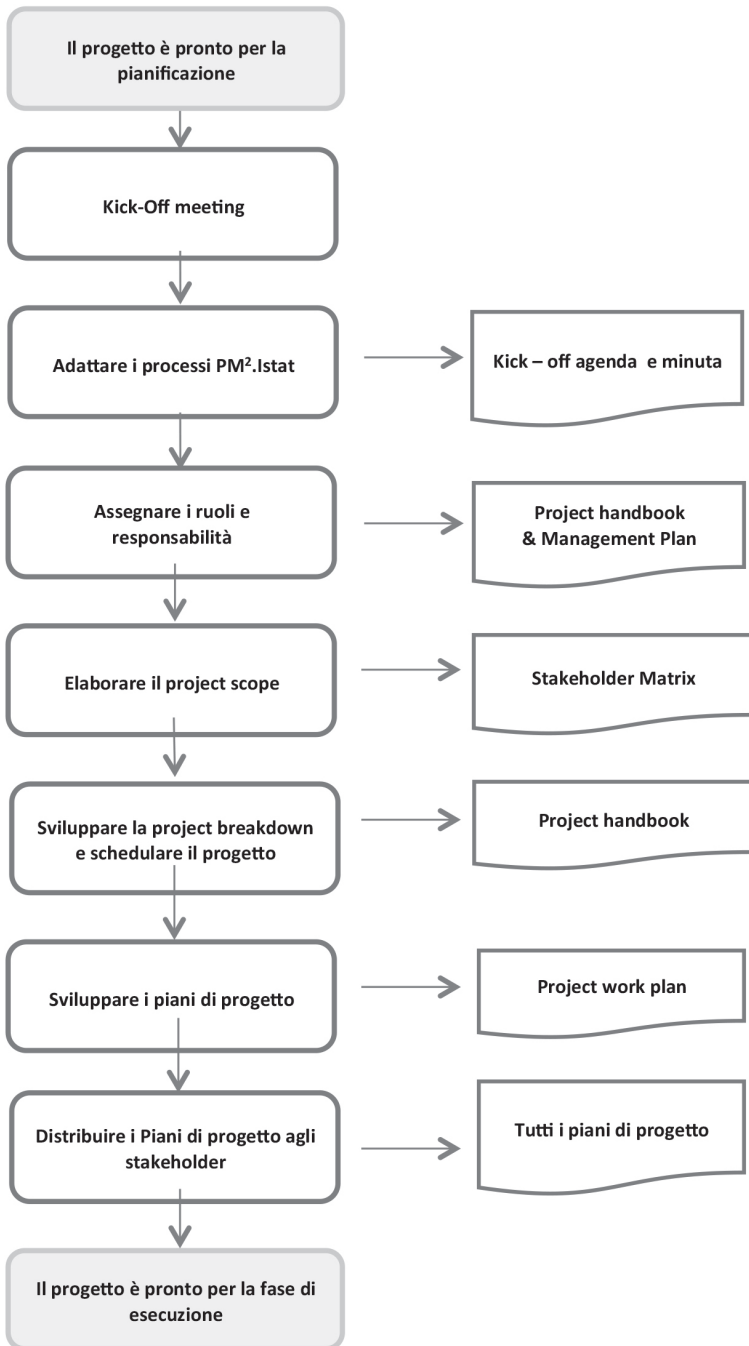 Il progetto è pronto per la
pianificazione
Kick-Off meeting
Adattare i processi PM².Istat
Kick – off agenda e minuta
Assegnare i ruoli e
responsabilità
Project handbook
& Management Plan
Elaborare il project scope
Stakeholder Matrix
Sviluppare la project breakdown
e schedulare il progetto
Project handbook
Sviluppare i piani di progetto
Project work plan
Distribuire i Piani di progetto agli
stakeholder
Tutti i piani di progetto
Il progetto è pronto per la fase di
esecuzione